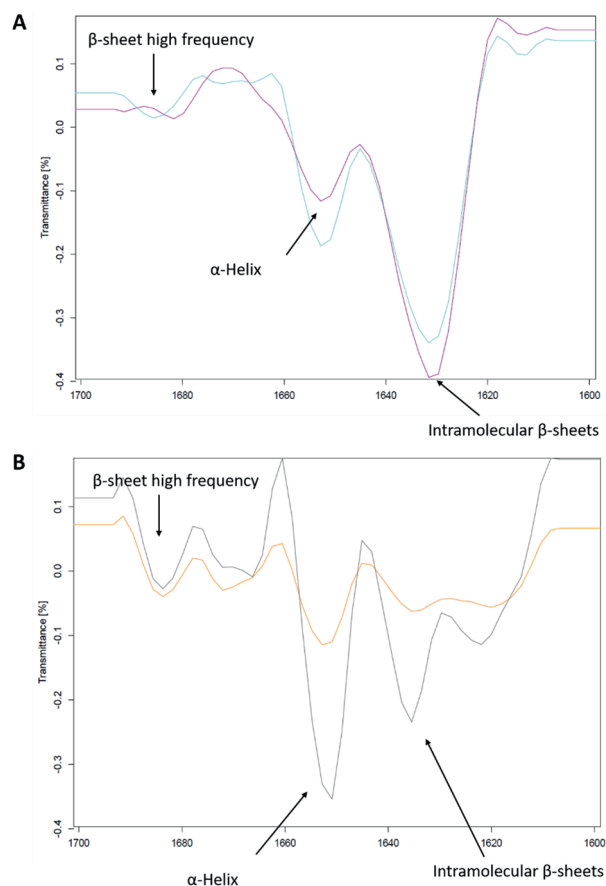 A
β-sheet high frequency
0.1
0.0
-0.1
-0.2
-0.3
-0.4
Transmittance [%]
α-Helix
1700 1680 1660 1640 1620 1600
Intramolecular β-sheets
B
β-sheet high frequency
0.1
0.0
-0.1
-0.2
-0.3
-0.4
Transmittance [%]
1700 1680 1660 1640 1620 1600
Intramolecular β-sheets
α-Helix